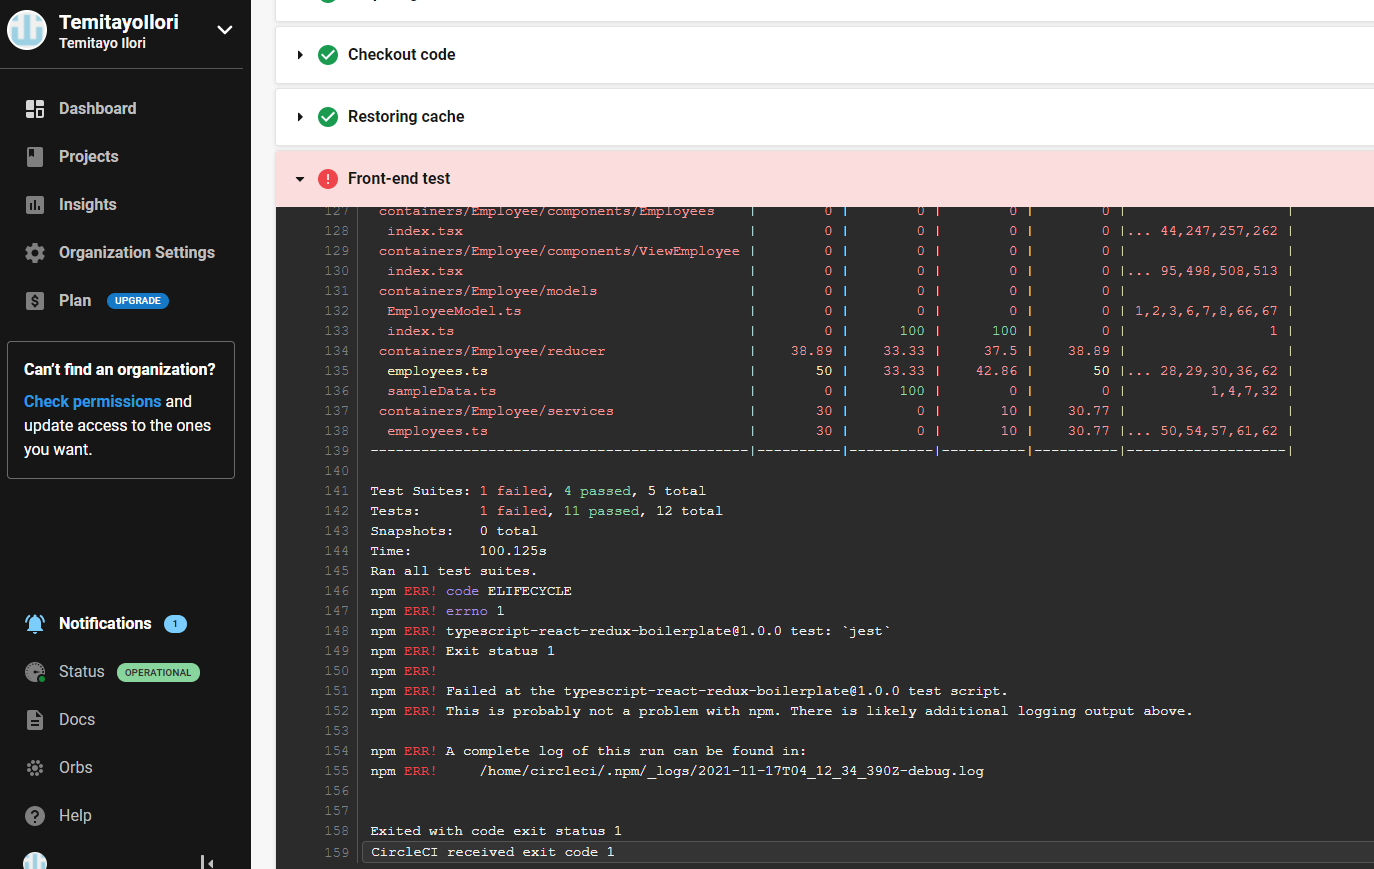 TemitayoIlori
Temitayo Ilori
Dashboard
Projects
Insights
Organization Settings
Plan UPGRADE
Can't find an organization?
Check permissions and
update access to the ones
you want.
Notifications 1
Status OPERATIONAL
Docs
Orbs
Help
Checkout code
Restoring cache
Front-end test
127 containers/Employee/components/Employees | 0 | 0 | 0 | 0 | |
128 index.tsx | 0 | 0 | 0 | 0 |... 44,247,257,262 |
129 containers/Employee/components/ViewEmployee | 0 | 0 | 0 | 0 | |
130 index.tsx | 0 | 0 | 0 | 0 |... 95,498,508,513 |
131 containers/Employee/models | 0 | 0 | 0 | 0 | |
132 EmployeeModel.ts | 0 | 0 | 0 | 0 | 1,2,3,6,7,8,66,67 |
133 index.ts | 0 | 100 | 100 | 0 | 1 |
134 containers/Employee/reducer | 38.89 | 33.33 | 37.5 | 38.89 | |
135 employees.ts | 50 | 33.33 | 42.86 | 50 |... 28,29,30,36,62 |
136 sampleData.ts | 0 | 100 | 0 | 0 | 1,4,7,32 |
137 containers/Employee/services | 30 | 0 | 10 | 30.77 | |
138 employees.ts | 30 | 0 | 10 | 30.77 |... 50,54,57,61,62 |
139 ---------------------------------------------|----------|----------|----------|----------|-------------------|
140
141 Test Suites: 1 failed, 4 passed, 5 total
142 Tests: 1 failed, 11 passed, 12 total
143 Snapshots: 0 total
144 Time: 100.125s
145 Ran all test suites.
146 npm ERR! code ELIFECYCLE
147 npm ERR! errno 1
148 npm ERR! typescript-react-redux-boilerplate@1.0.0 test: `jest`
149 npm ERR! Exit status 1
150 npm ERR!
151 npm ERR! Failed at the typescript-react-redux-boilerplate@1.0.0 test script.
152 npm ERR! This is probably not a problem with npm. There is likely additional logging output above.
153
154 npm ERR! A complete log of this run can be found in:
155 npm ERR! /home/circleci/.npm/_logs/2021-11-17T04_12_34_390Z-debug.log
156
157
158 Exited with code exit status 1
159 CircleCI received exit code 1